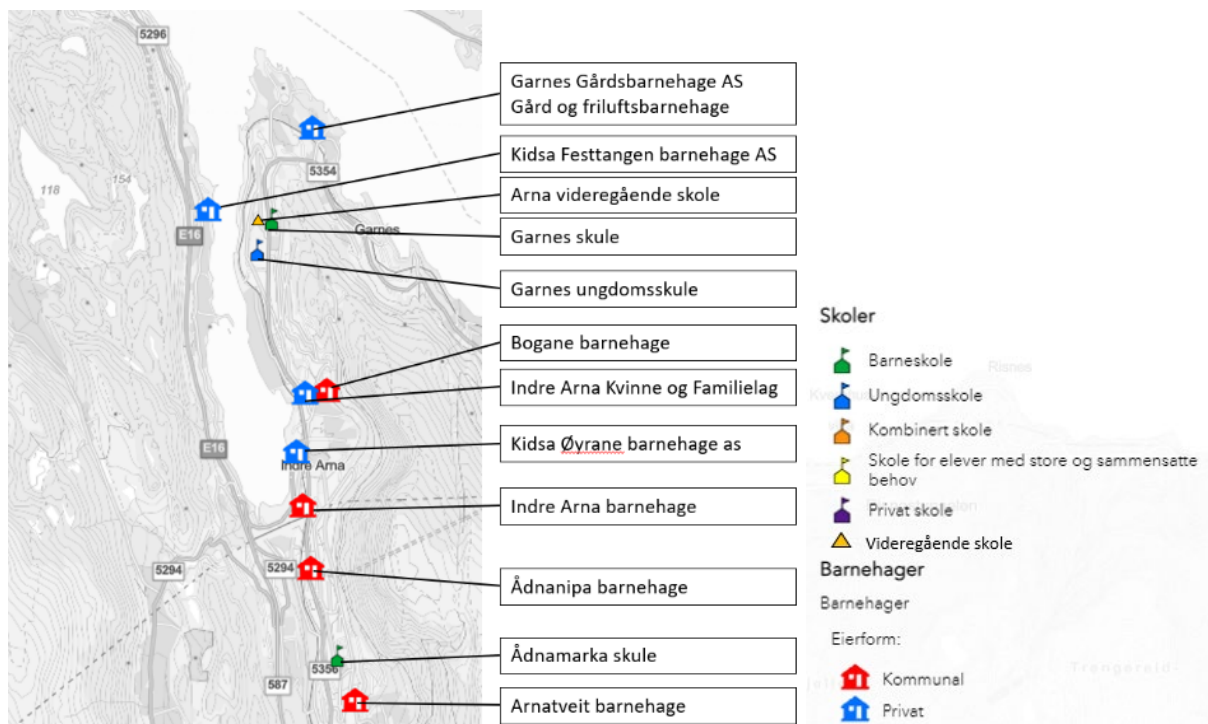 5296
118
154
5354
E16
Garnes
E16
Indre Arna
5294
5294
5356
587
Garnes Gårdsbarnehage AS
Gård og friluftsbarnehage
Kidsa Festtangen barnehage AS
Arna videregående skole
Garnes skule
Garnes ungdomsskule
Bogane barnehage
Indre Arna Kvinne og Familielag
Kidsa Øyrane barnehage as
Indre Arna barnehage
Ådnanipa barnehage
Ådnamarka skule
Arnatveit barnehage
Skoler
Barneskole
Risnes
Ungdomsskole
Kombinert skole
Skole for elever med store og sammensatte
behov
Privat skole
Videregående skole
Barnehager
Barnehager
Eierform:
Kommunal
Privat